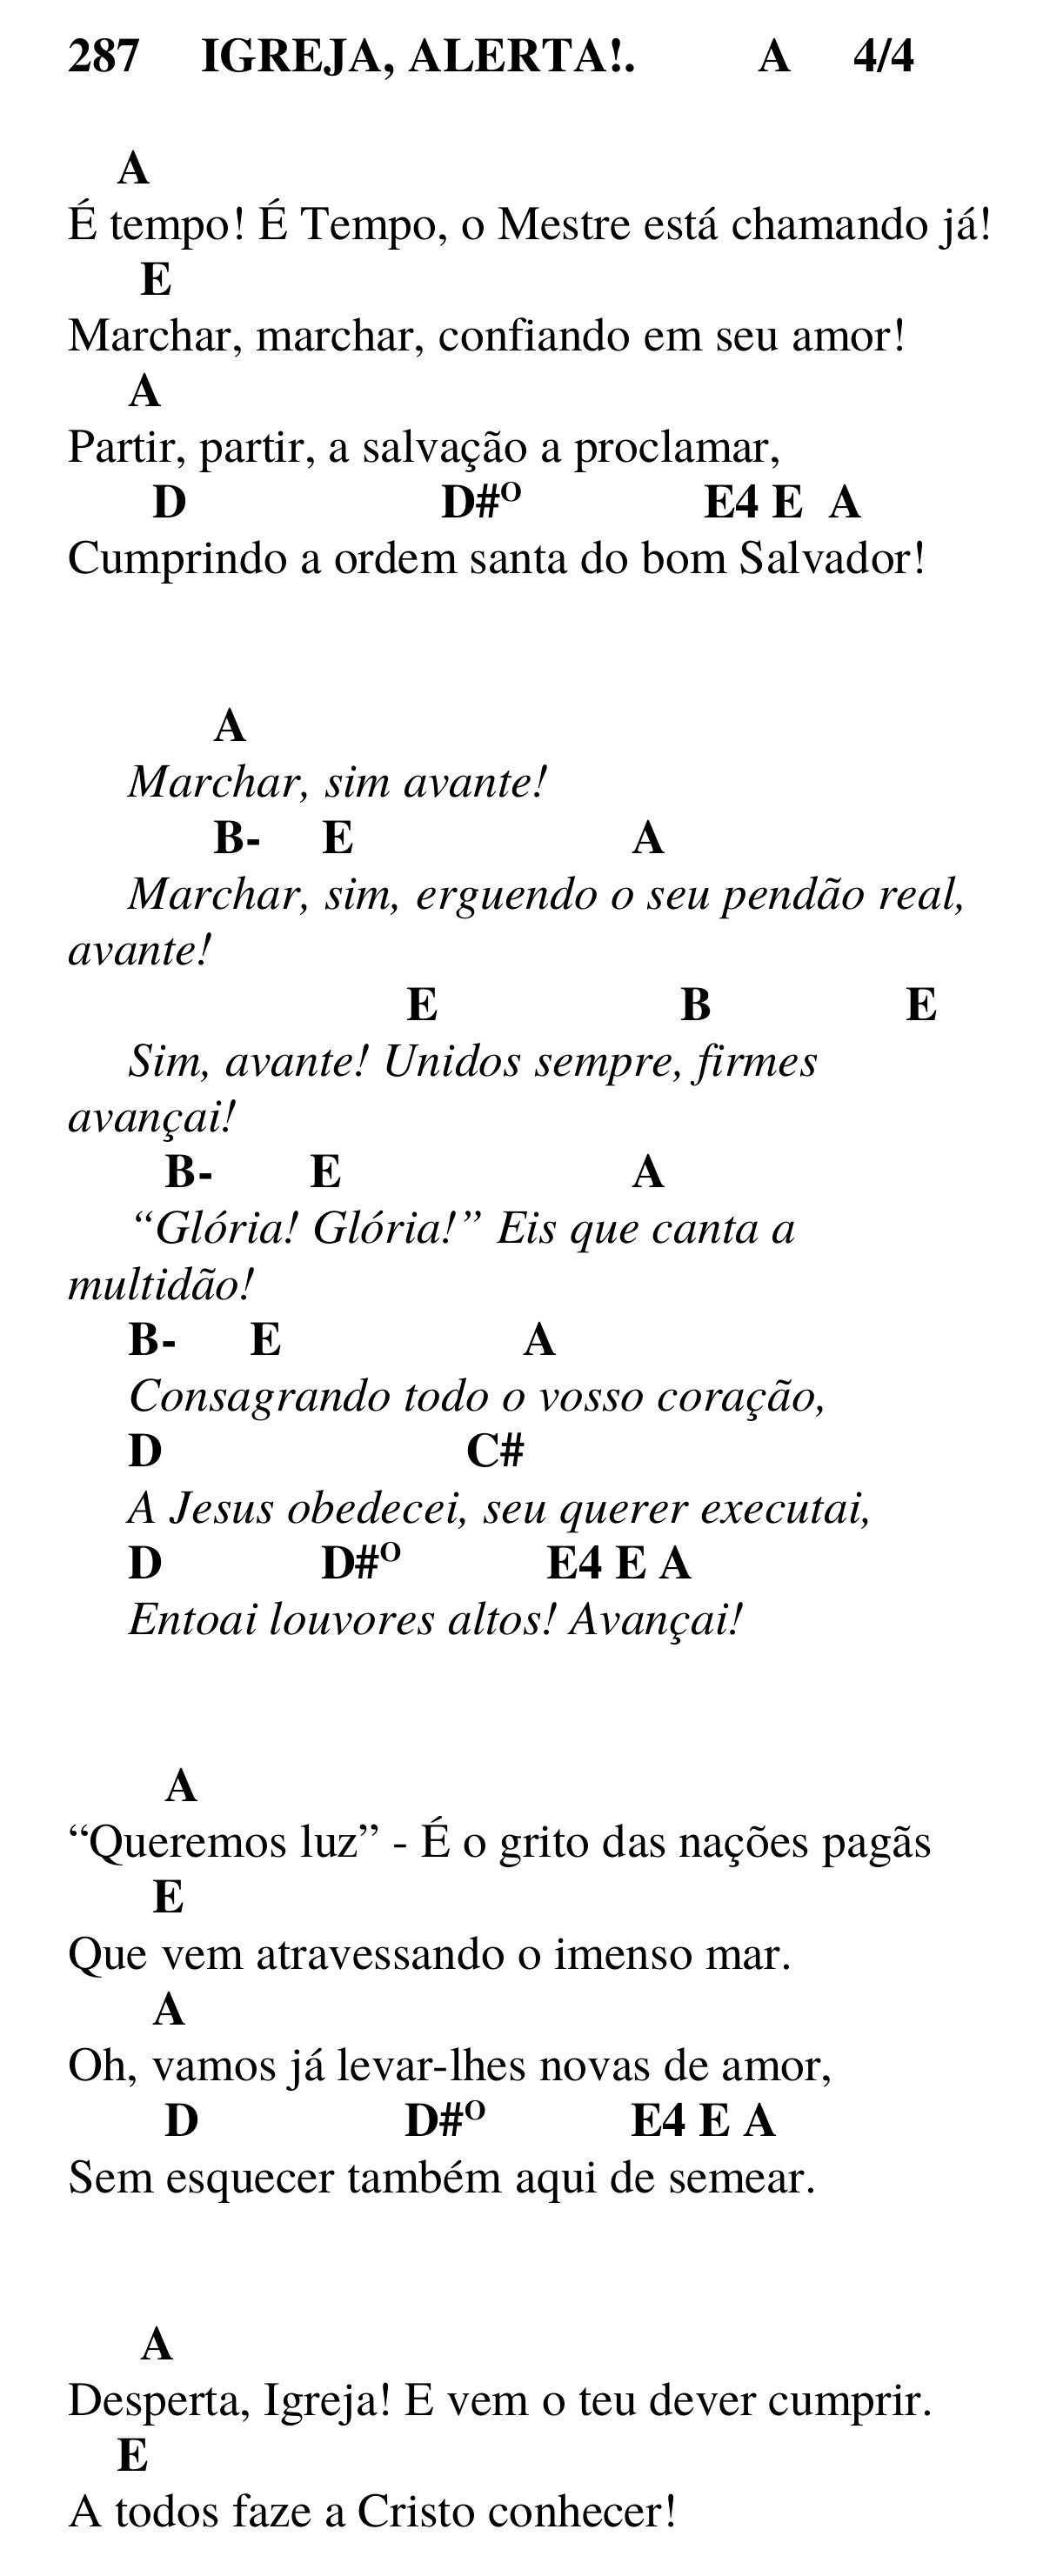 287 IGREJA, ALERTA!. A 4/4
A
É tempo! É Tempo, o Mestre está chamando já!
E
Marchar, marchar, confiando em seu amor!
A
Partir, partir, a salvação a proclamar,
D D#º E4 E A
Cumprindo a ordem santa do bom Salvador!
A
Marchar, sim avante!
B- E A
Marchar, sim, erguendo o seu pendão real,
avante!
E B E
Sim, avante! Unidos sempre, firmes
avançai!
B- E A
“Glória! Glória!” Eis que canta a
multidão!
B- E A
Consagrando todo o vosso coração,
D C#
A Jesus obedecei, seu querer executai,
D D#º E4 E A
Entoai louvores altos! Avançai!
A
“Queremos luz” - É o grito das nações pagãs
E
Que vem atravessando o imenso mar.
A
Oh, vamos já levar-lhes novas de amor,
D D#º E4 E A
Sem esquecer também aqui de semear.
A
Desperta, Igreja! E vem o teu dever cumprir.
E
A todos faze a Cristo conhecer!